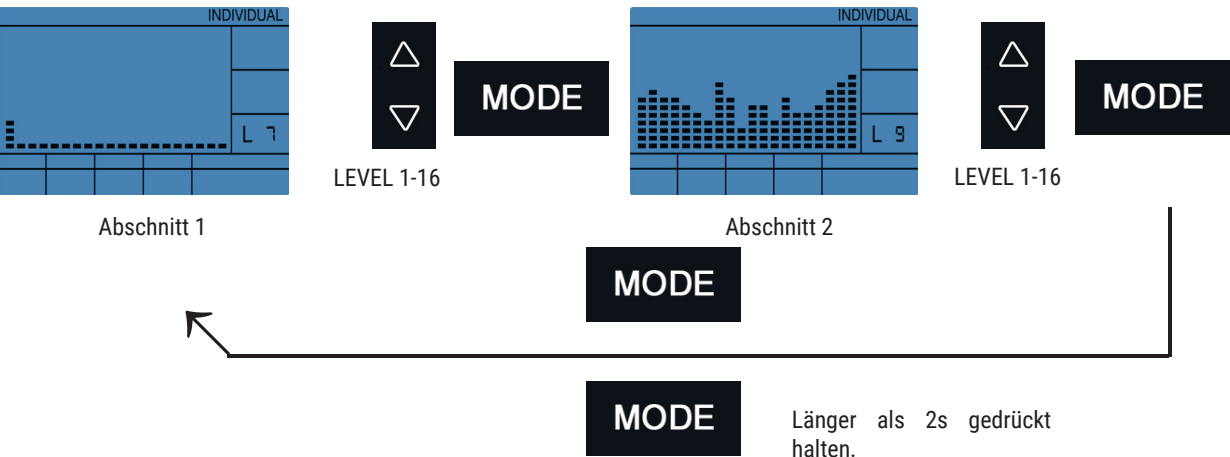 INDIVIDUAL
L 7
MODE
LEVEL 1-16
Abschnitt 1
INDIVIDUAL
L 9
MODE
LEVEL 1-16
Abschnitt 2
MODE
MODE
Länger als 2s gedrückt
halten.